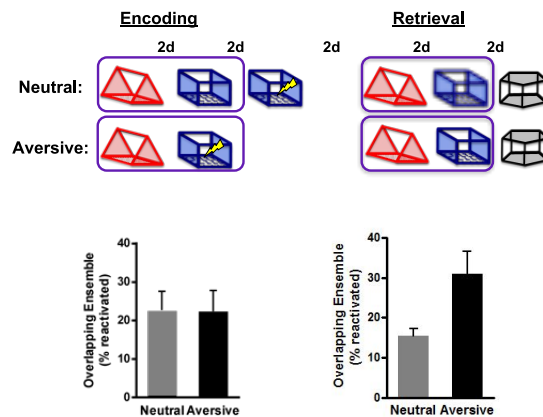 Encoding
Retrieval
2d 2d 2d 2d 2d
Neutral:
Aversive:
Overlapping Ensemble
(% reactivated)
40
30
20
10
0
Neutral Aversive
Overlapping Ensemble
(% reactivated)
40
30
20
10
0
Neutral Aversive